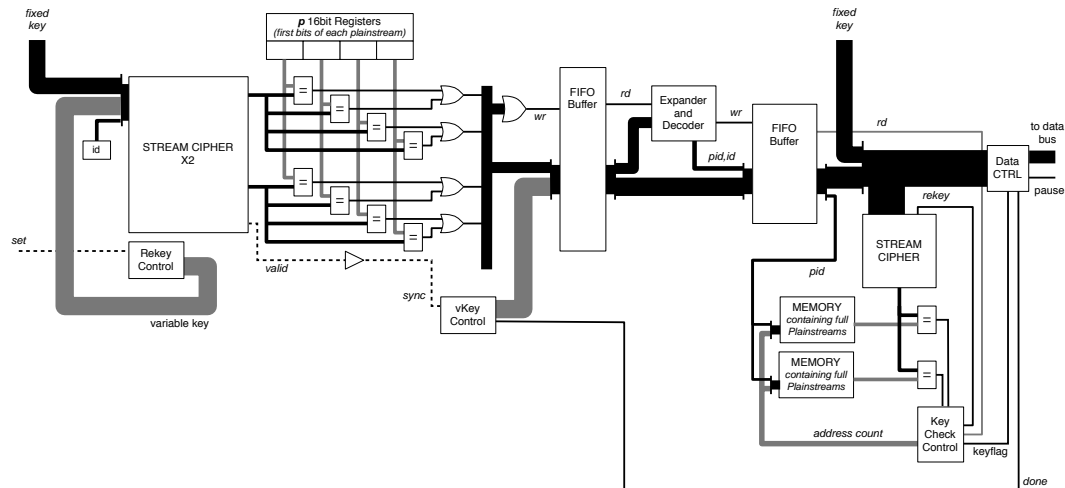 fixed
key
p 16bit Registers
(first bits of each plainstream)
fixed
key
id
STREAM CIPHER
X2
=
=
=
=
=
=
=
=
wr
FIFO
Buffer
rd
Expander
and
Decoder
wr
pid,id
FIFO
Buffer
rd
Data
CTRL
to data
bus
pause
rekey
STREAM
CIPHER
set
Rekey
Control
valid
variable key
sync
vKey
Control
pid
MEMORY
containing full
Plainstreams
=
MEMORY
containing full
Plainstreams
=
address count
Key
Check
Control
keyflag
done